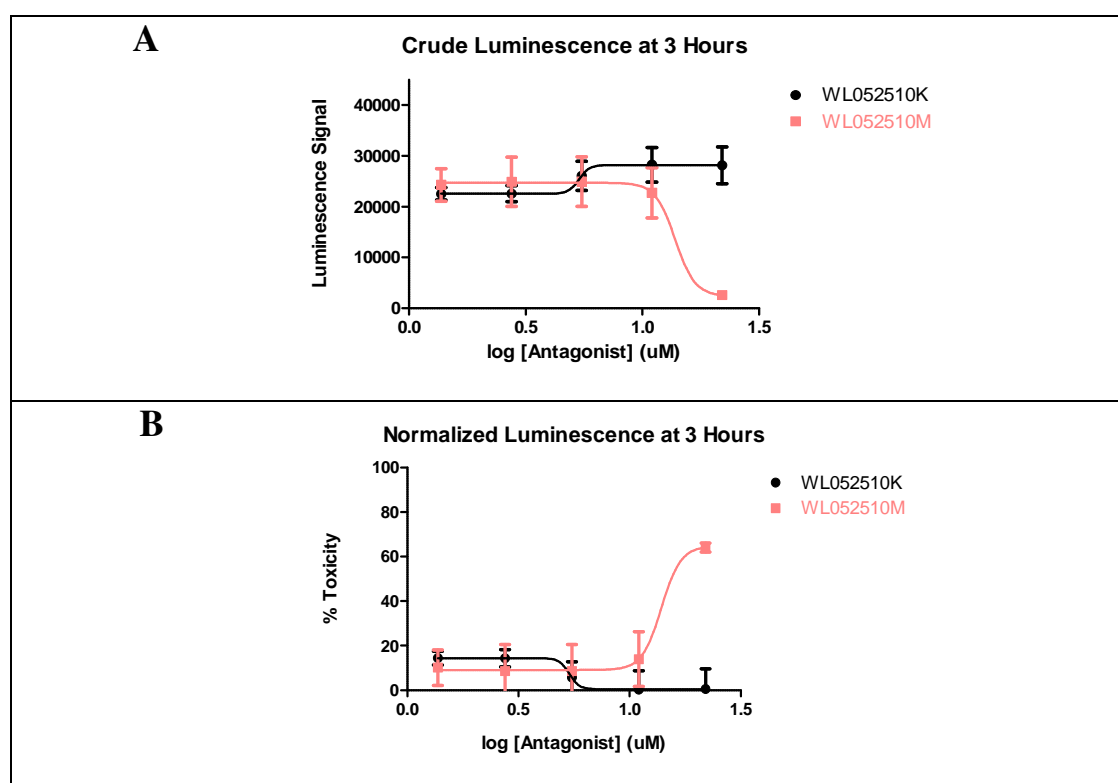 A
Crude Luminescence at 3 Hours
WL052510K
WL052510M
Luminescence Signal
40000
30000
20000
10000
0
0.0 0.5 1.0 1.5
log [Antagonist] (uM)
B
Normalized Luminescence at 3 Hours
WL052510K
WL052510M
% Toxicity
100
80
60
40
20
0
0.0 0.5 1.0 1.5
log [Antagonist] (uM)